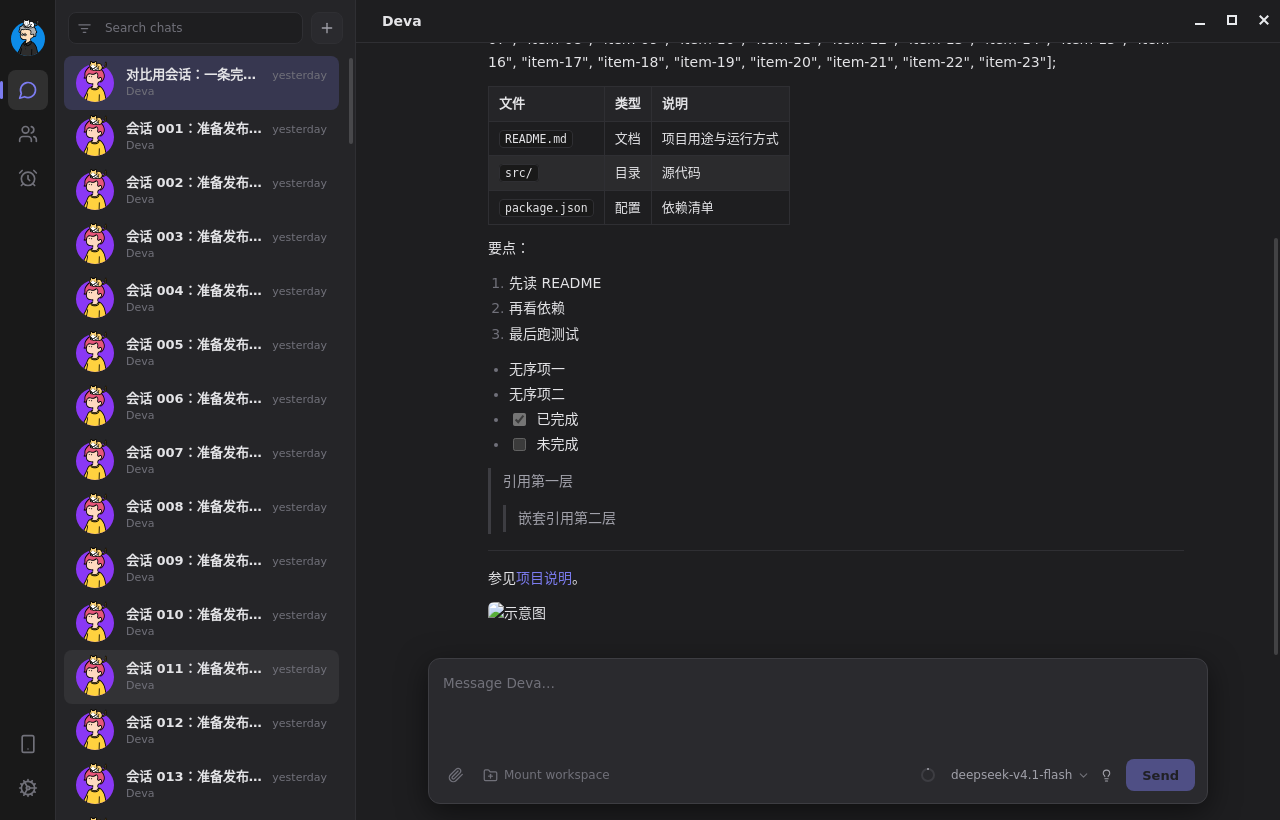 Search chats
对比用会话：一条完… yesterday
Deva
会话 001：准备发布… yesterday
Deva
会话 002：准备发布… yesterday
Deva
会话 003：准备发布… yesterday
Deva
会话 004：准备发布… yesterday
Deva
会话 005：准备发布… yesterday
Deva
会话 006：准备发布… yesterday
Deva
会话 007：准备发布… yesterday
Deva
会话 008：准备发布… yesterday
Deva
会话 009：准备发布… yesterday
Deva
会话 010：准备发布… yesterday
Deva
会话 011：准备发布… yesterday
Deva
会话 012：准备发布… yesterday
Deva
会话 013：准备发布… yesterday
Deva
Deva
16", "item-17", "item-18", "item-19", "item-20", "item-21", "item-22", "item-23"];
文件 类型 说明
README.md 文档 项目用途与运行方式
src/ 目录 源代码
package.json 配置 依赖清单
要点：
1. 先读 README
2. 再看依赖
3. 最后跑测试
• 无序项一
• 无序项二
• 已完成
• 未完成
引用第一层
嵌套引用第二层
参见项目说明。
示意图
Message Deva…
Mount workspace
deepseek-v4.1-flash
Send